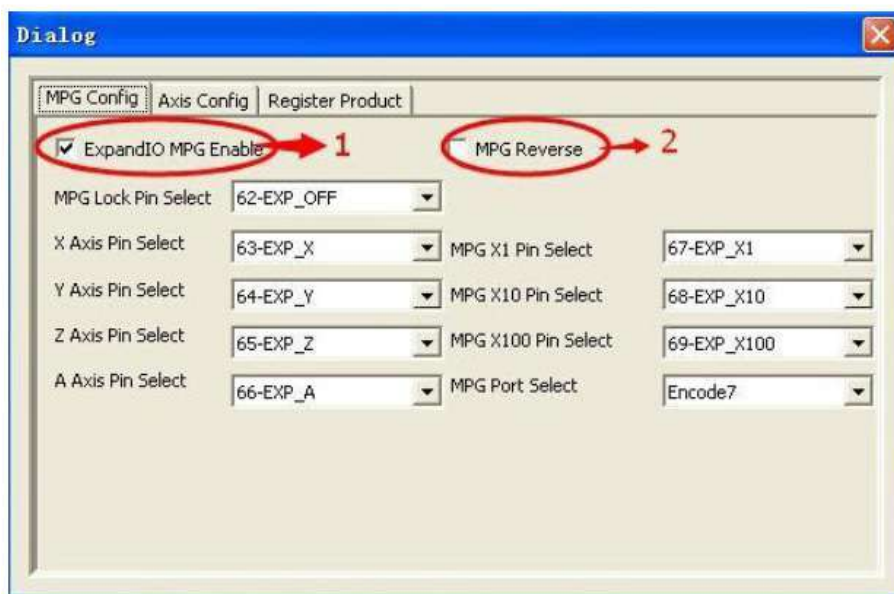 Dialog
MPG Config Axis Config Register Product
ExpandIO MPG Enable 1 MPG Reverse 2
MPG Lock Pin Select 62-EXP_OFF
X Axis Pin Select 63-EXP_X MPG X1 Pin Select 67-EXP_X1
Y Axis Pin Select 64-EXP_Y MPG X10 Pin Select 68-EXP_X10
Z Axis Pin Select 65-EXP_Z MPG X100 Pin Select 69-EXP_X100
A Axis Pin Select 66-EXP_A MPG Port Select Encode7